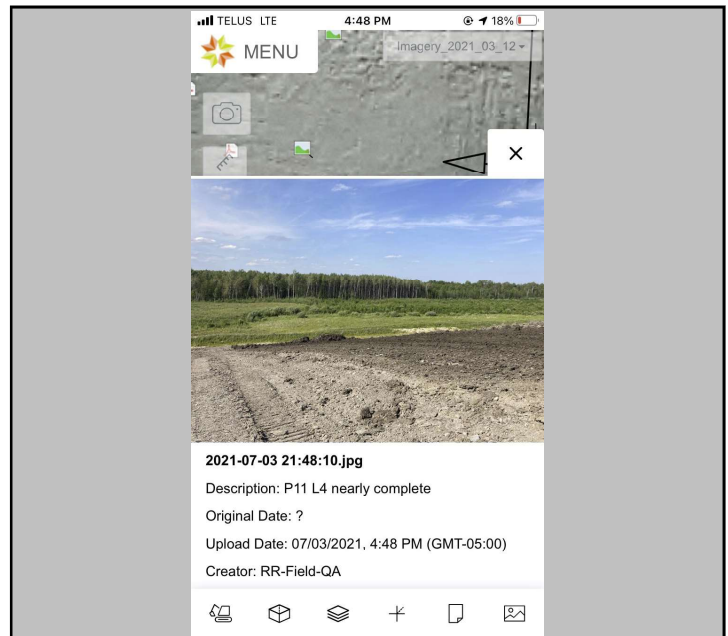 TELUS LTE 4:48 PM 18%
MENU
Imagery_2021_03_12
2021-07-03 21:48:10.jpg
Description: P11 L4 nearly complete
Original Date: ?
Upload Date: 07/03/2021, 4:48 PM (GMT-05:00)
Creator: RR-Field-QA